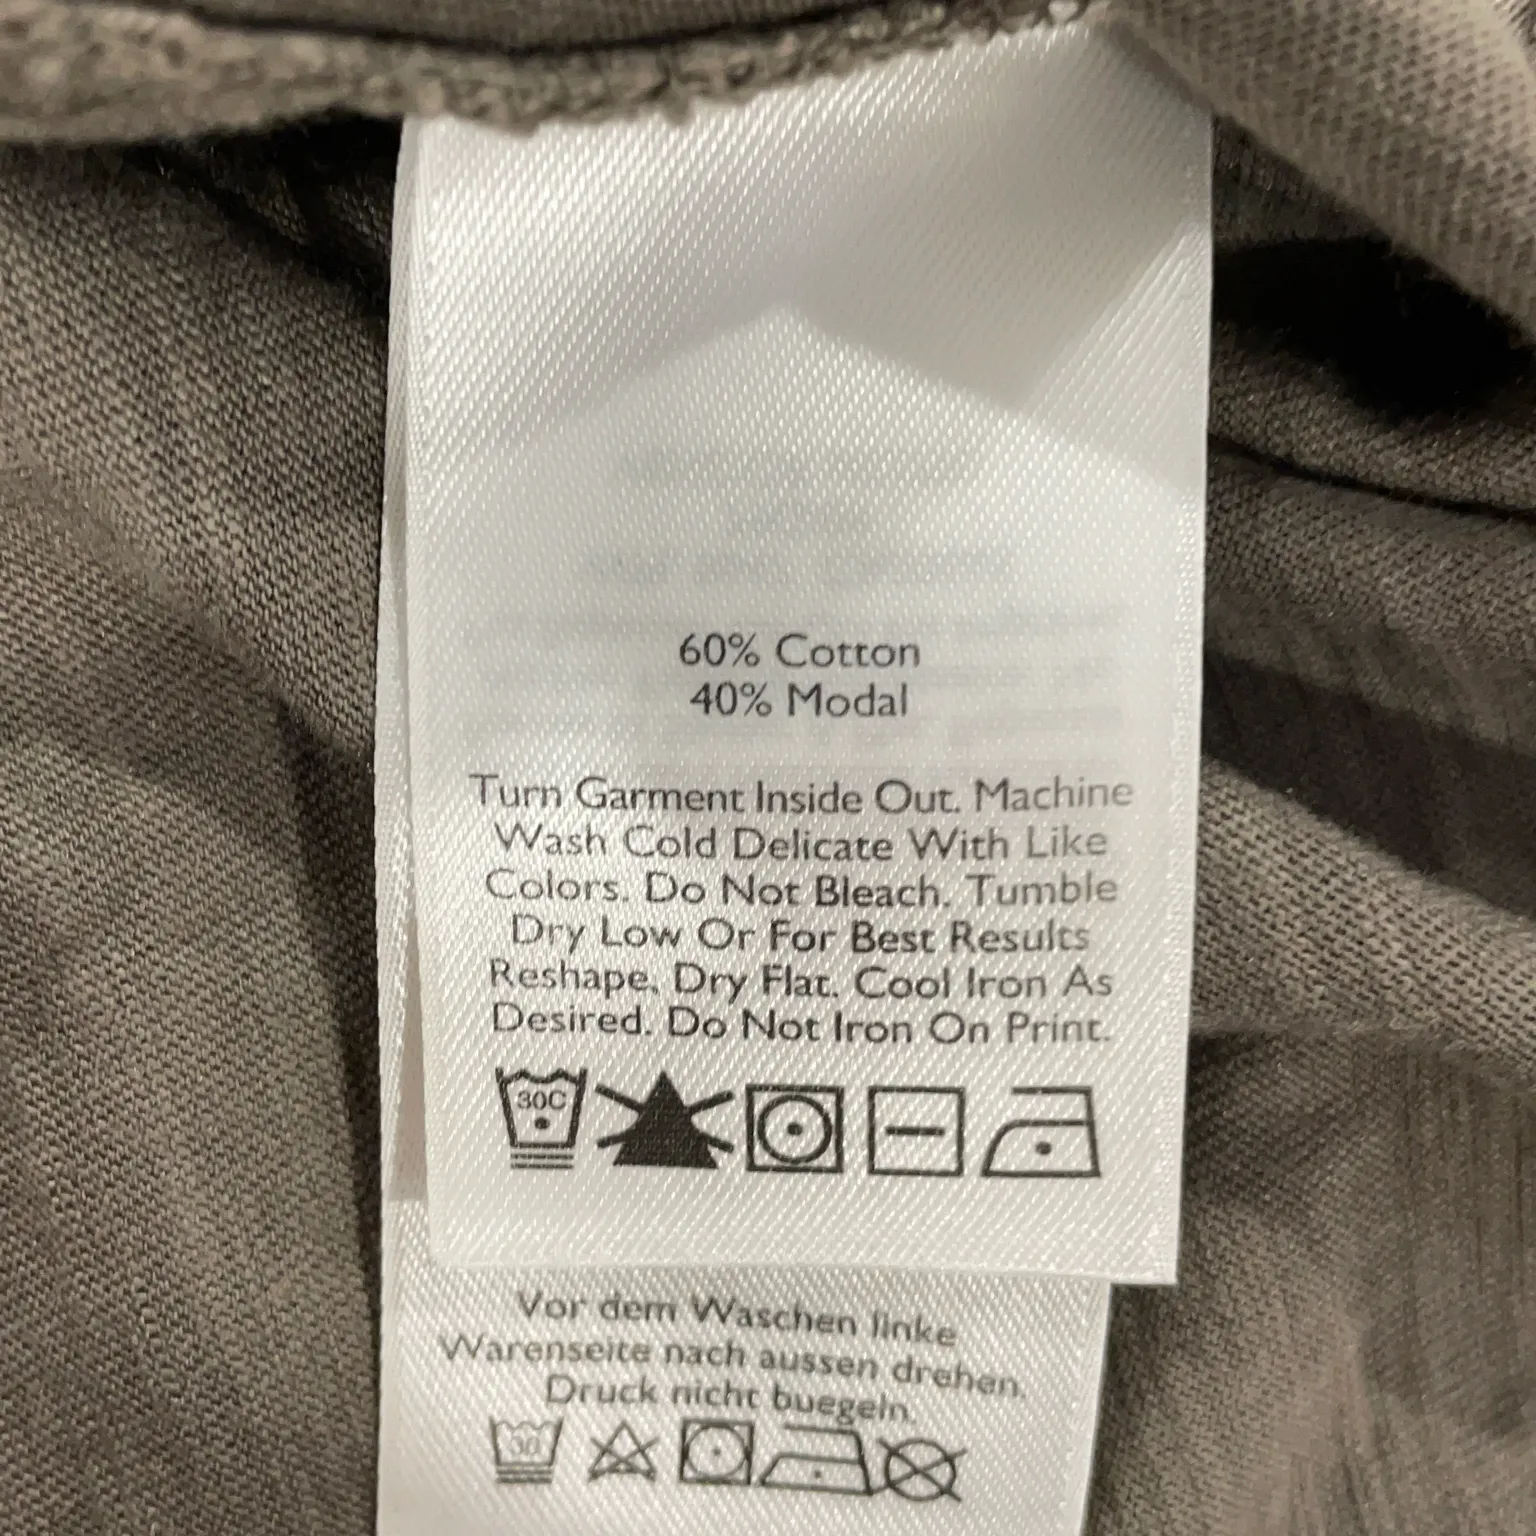 60% Cotton
40% Modal
Turn Garment Inside Out. Machine
Wash Cold Delicate With Like
Colors. Do Not Bleach. Tumble
Dry Low Or For Best Results
Reshape, Dry Flat. Cool Iron As
Desired. Do Not Iron On Print.
30C
Vor dem Waschen linke
Warenseite nach aussen drehen.
Druck nicht buegeln.
30